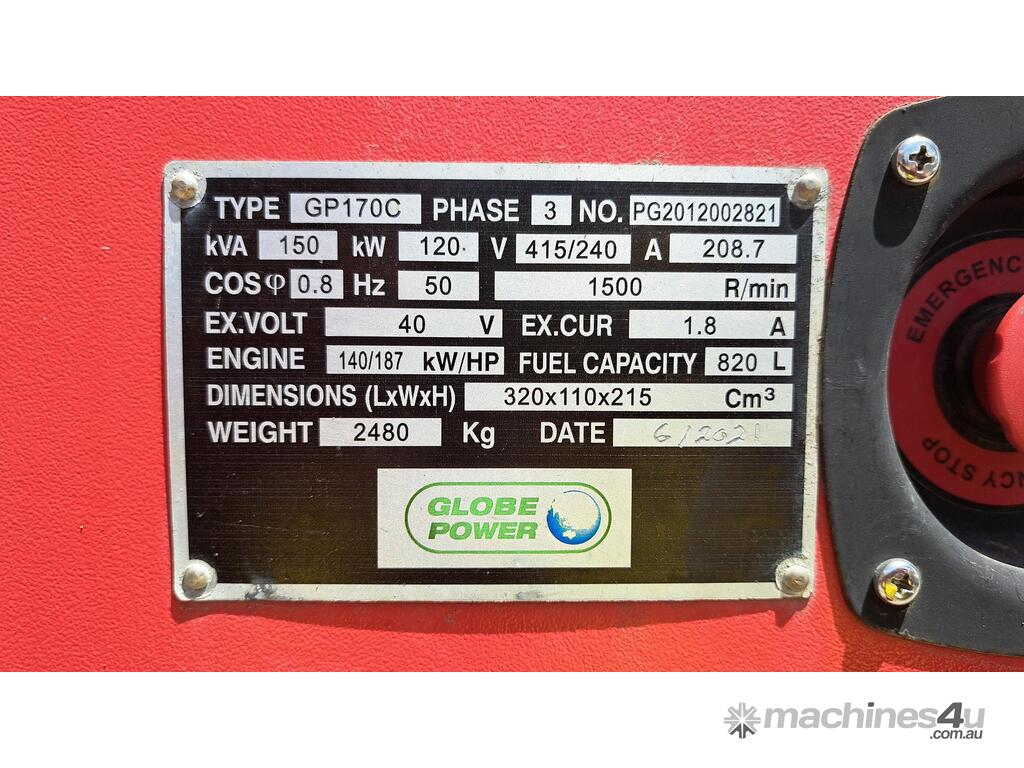 TYPE GP170C PHASE 3 NO. PG2012002821
kVA 150 kW 120 V 415/240 A 208.7
COSφ 0.8 Hz 50 1500 R/min
EX.VOLT 40 V EX.CUR 1.8 A
ENGINE 140/187 kW/HP FUEL CAPACITY 820 L
DIMENSIONS (LxWxH) 320x110x215 Cm³
WEIGHT 2480 Kg DATE 6/2021
GLOBE
POWER
EMERGENC
NCY STOP
machines4u
.com.au